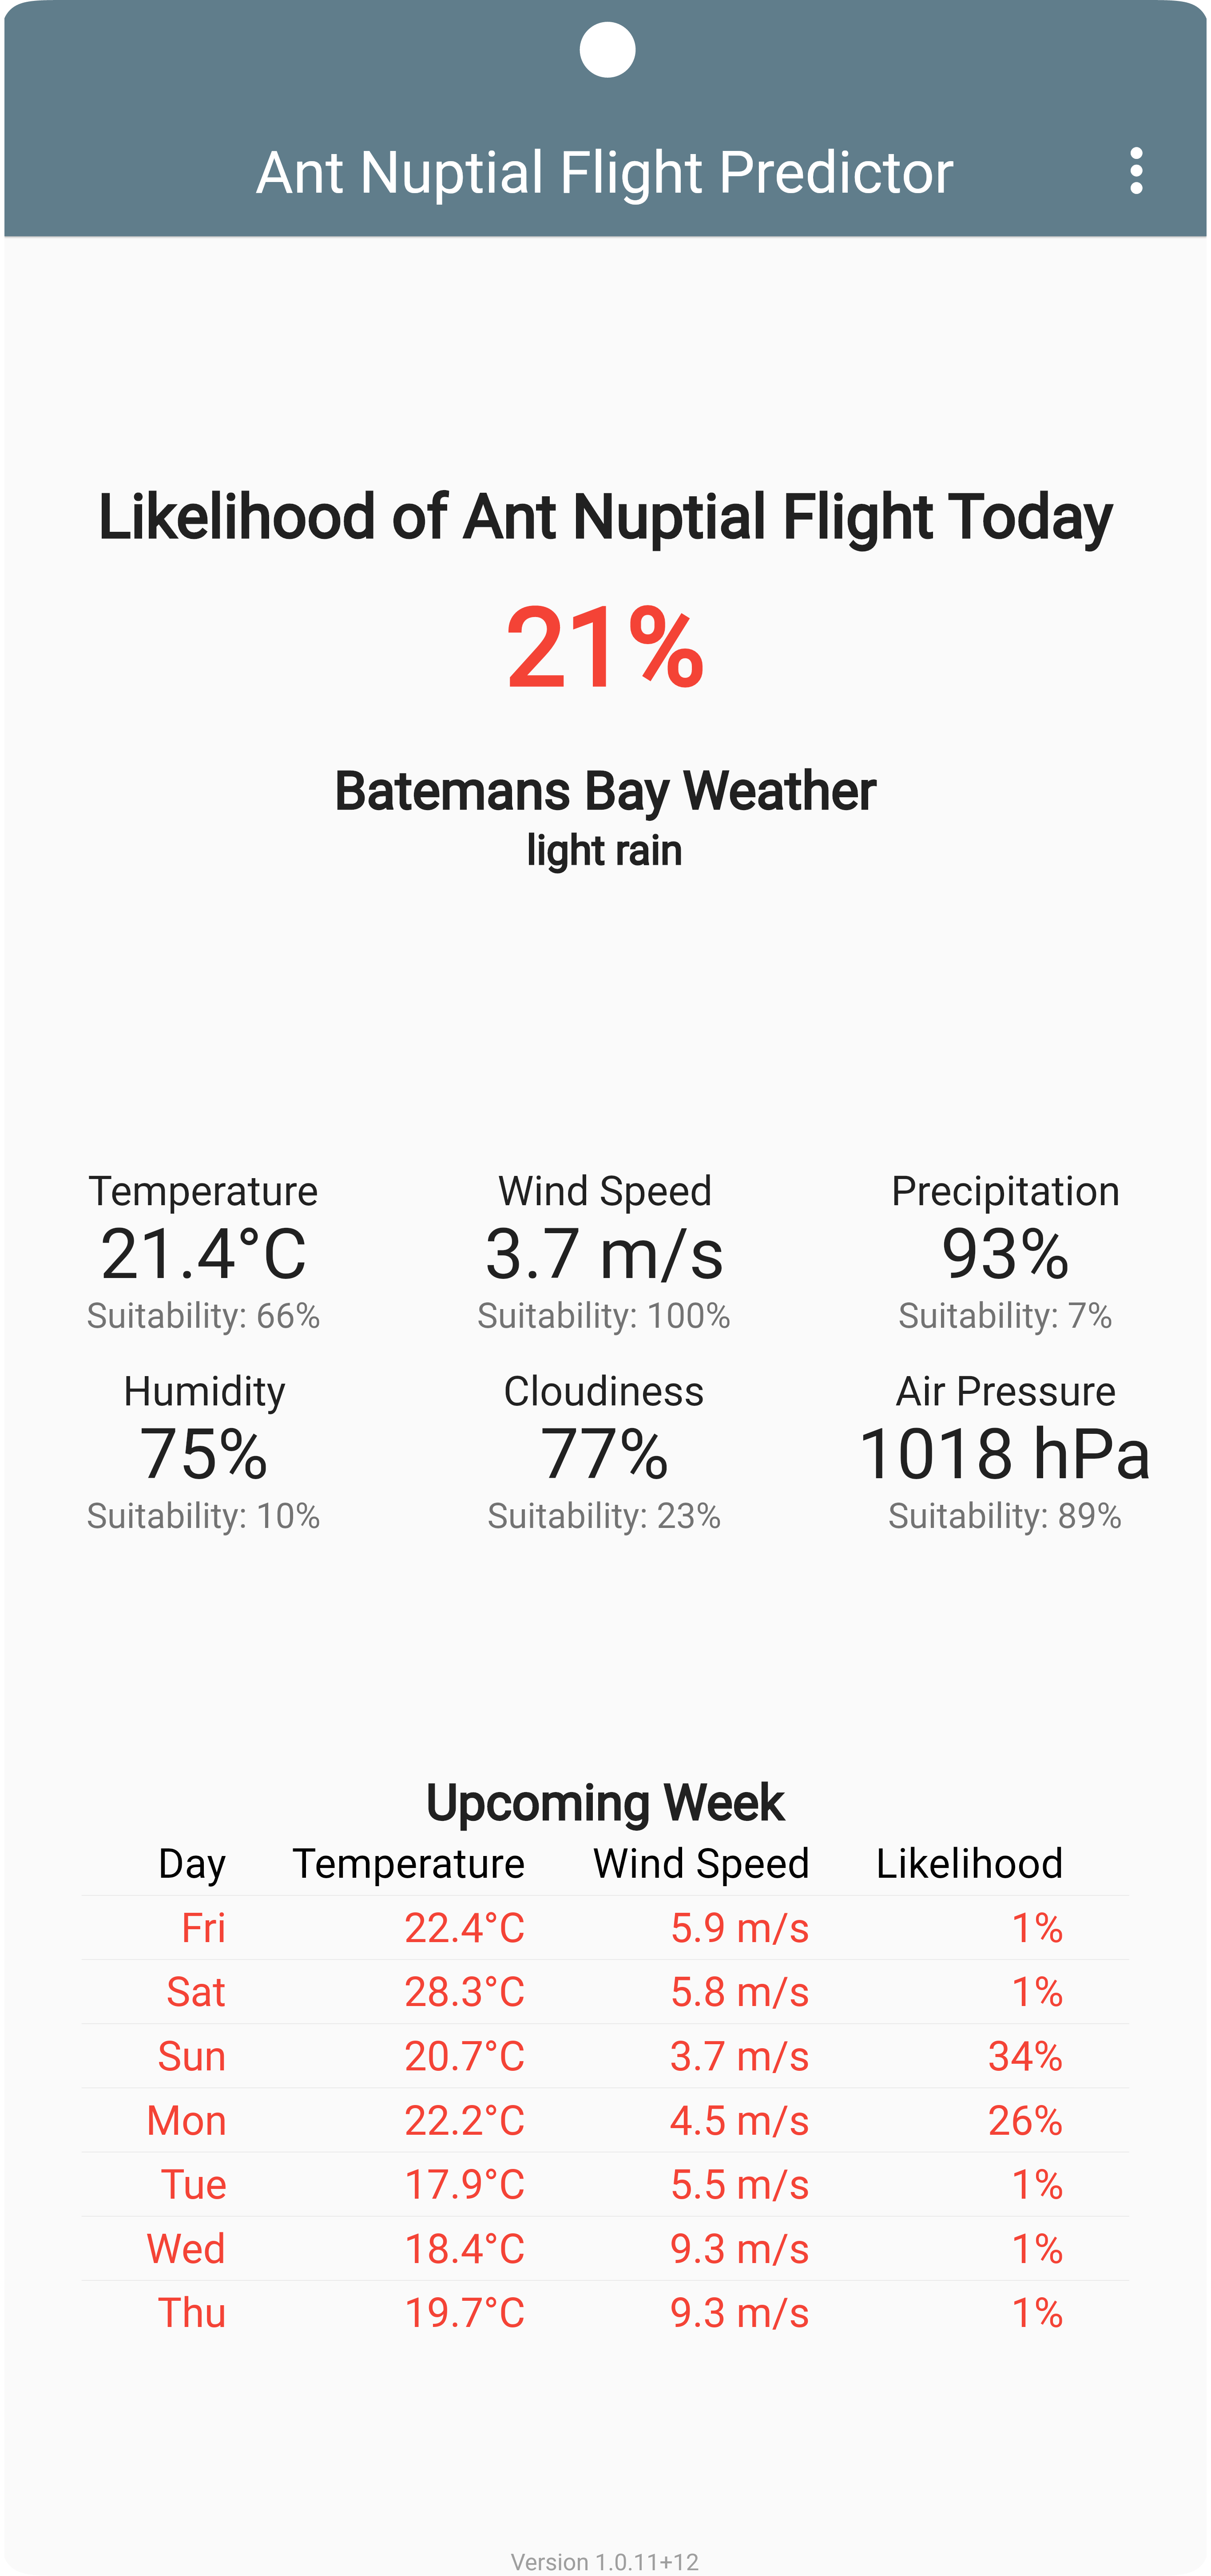 Ant Nuptial Flight Predictor
Likelihood of Ant Nuptial Flight Today
21%
Batemans Bay Weather
light rain
Temperature Wind Speed Precipitation
21.4°C 3.7 m/s 93%
Suitability: 66% Suitability: 100% Suitability: 7%
Humidity Cloudiness Air Pressure
75% 77% 1018 hPa
Suitability: 10% Suitability: 23% Suitability: 89%
Upcoming Week
Day Temperature Wind Speed Likelihood
Fri 22.4°C 5.9 m/s 1%
Sat 28.3°C 5.8 m/s 1%
Sun 20.7°C 3.7 m/s 34%
Mon 22.2°C 4.5 m/s 26%
Tue 17.9°C 5.5 m/s 1%
Wed 18.4°C 9.3 m/s 1%
Thu 19.7°C 9.3 m/s 1%
Version 1.0.11+12